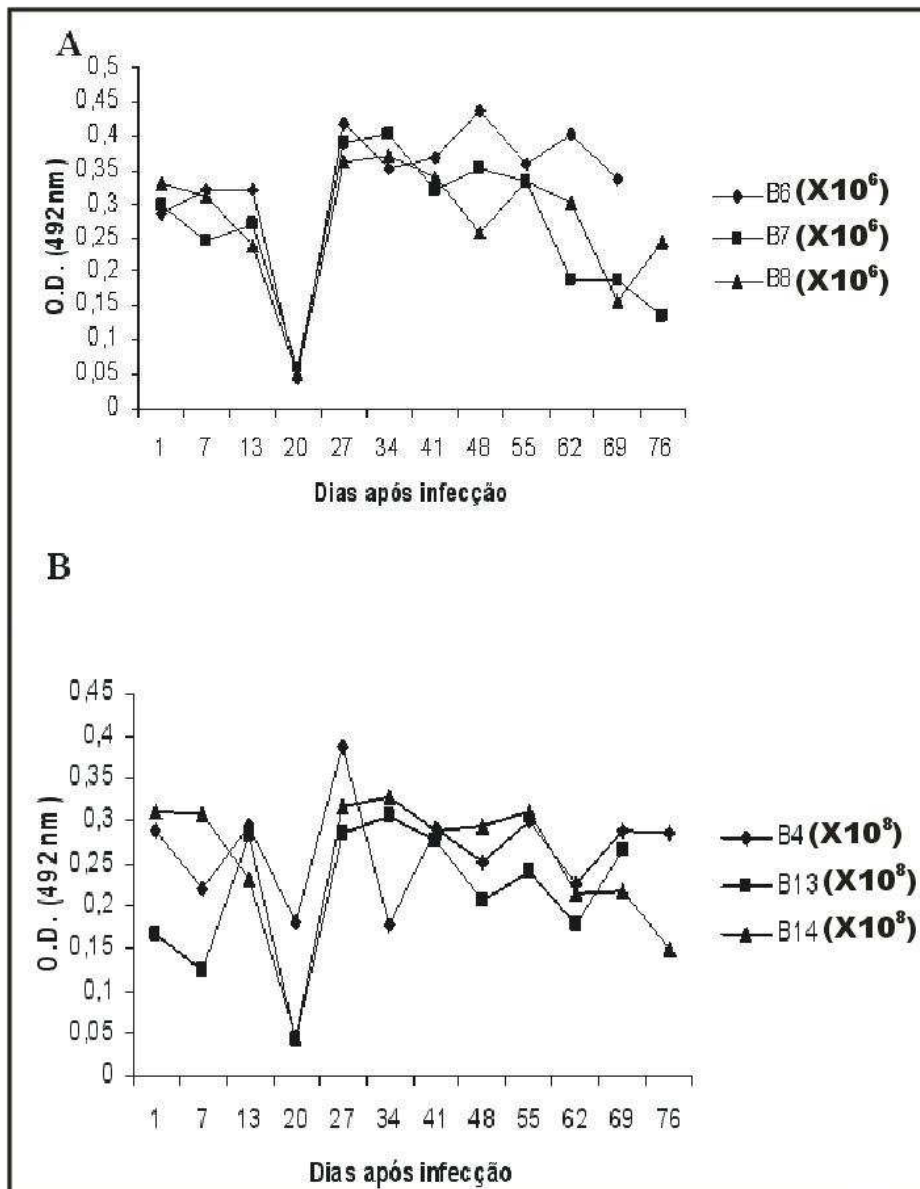 A
0,5
0,45
0,4
0,35
0,3
0,25
0,2
0,15
0,1
0,05
0
O.D. (492nm)
1 7 13 20 27 34 41 48 55 62 69 76
Dias após infecção
B6 (X10⁶)
B7 (X10⁶)
B8 (X10⁶)
B
0,45
0,4
0,35
0,3
0,25
0,2
0,15
0,1
0,05
0
O.D. (492nm)
1 7 13 20 27 34 41 48 55 62 69 76
Dias após infecção
B4 (X10⁸)
B13 (X10⁸)
B14 (X10⁸)